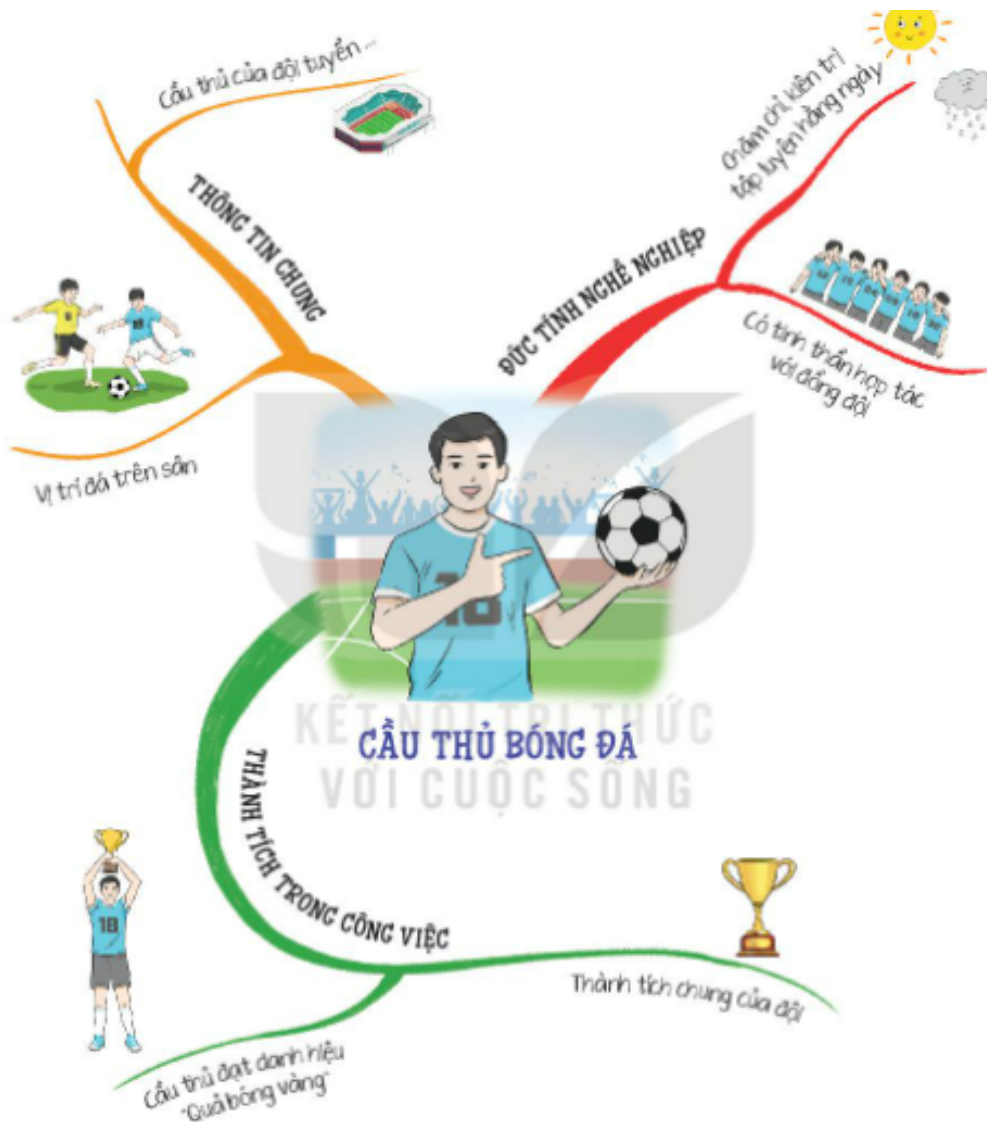 Cầu thủ của đội tuyển ...
THÔNG TIN CHUNG
Vị trí đá trên sân
Chăm chỉ, kiên trì
tập luyện hằng ngày
ĐỨC TÍNH NGHỀ NGHIỆP
Có tinh thần hợp tác
với đồng đội
18
KẾT NỐI TRI THỨC
VỚI CUỘC SỐNG
CẦU THỦ BÓNG ĐÁ
THÀNH TÍCH TRONG CÔNG VIỆC
18
Thành tích chung của đội
Cầu thủ đạt danh hiệu
"Quả bóng vàng"